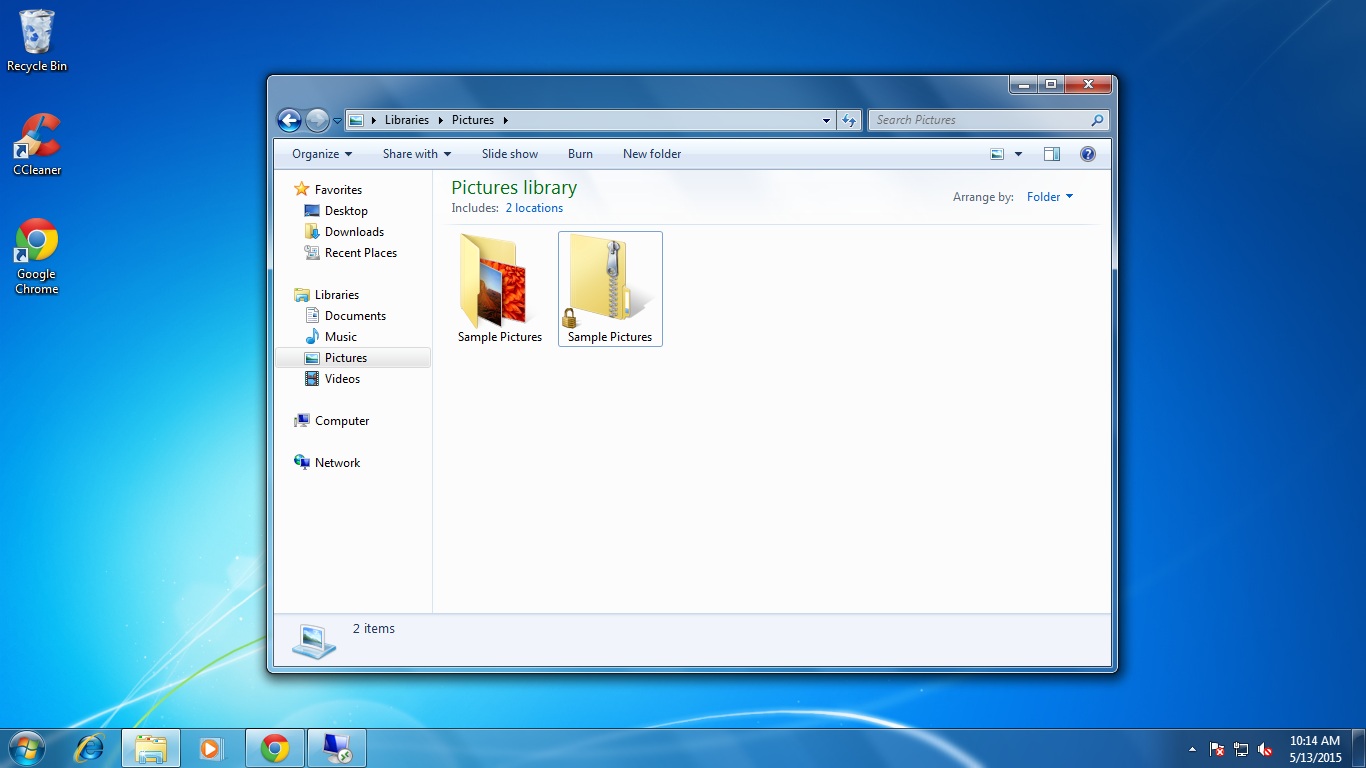 Recycle Bin
CCleaner
Google
Chrome
Libraries Pictures
Search Pictures
Organize Share with Slide show Burn New folder
Favorites
Desktop
Downloads
Recent Places
Libraries
Documents
Music
Pictures
Videos
Computer
Network
Pictures library
Includes: 2 locations
Arrange by: Folder
Sample Pictures
Sample Pictures
2 items
10:14 AM
5/13/2015